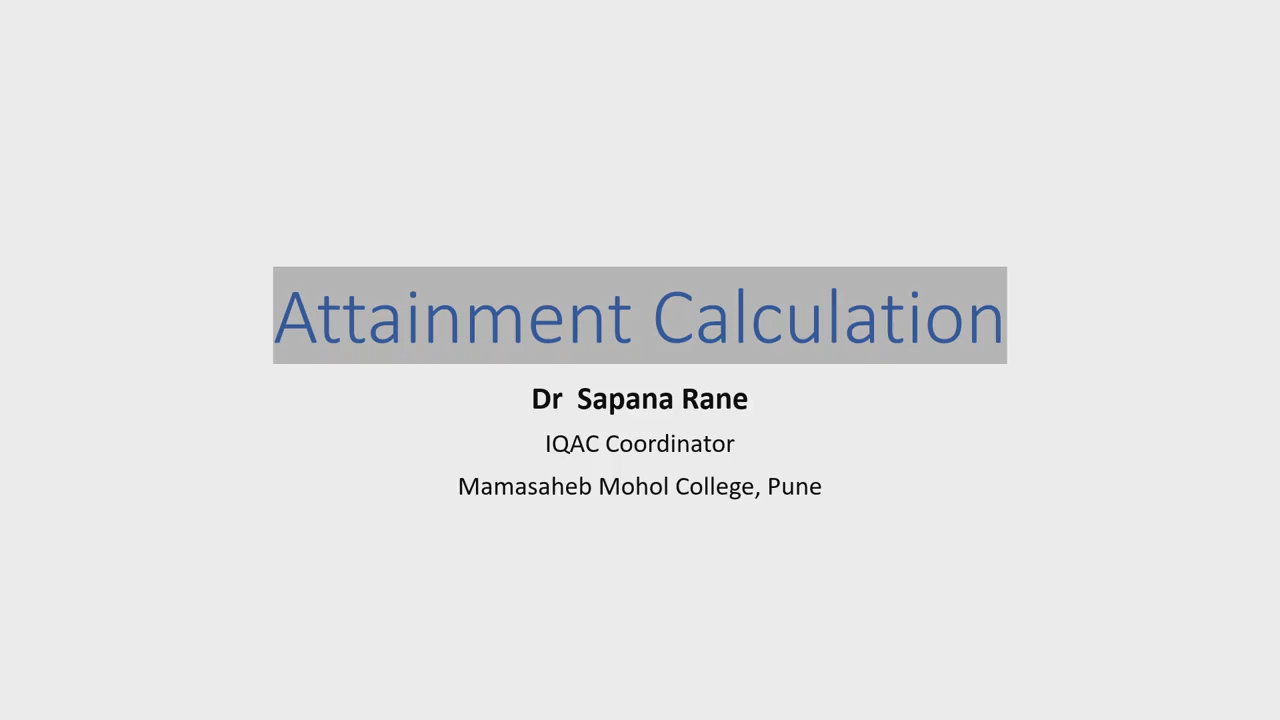 Attainment Calculation
Dr Sapana Rane
IQAC Coordinator
Mamasaheb Mohol College, Pune